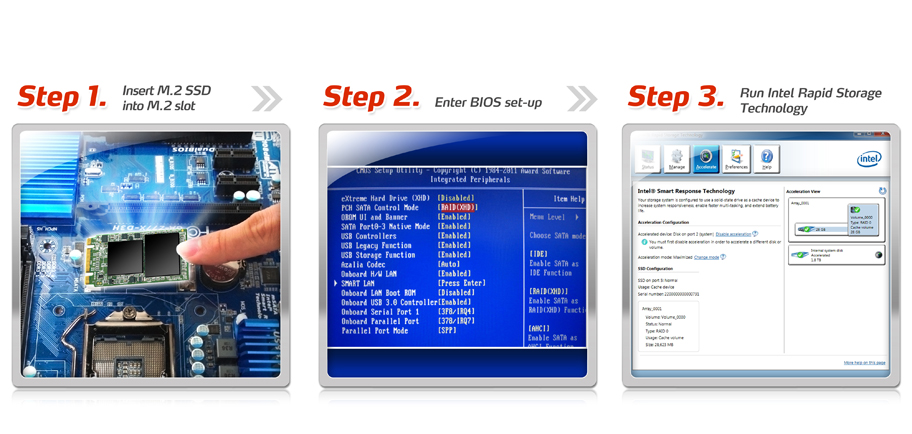 Step 1.
Insert M.2 SSD
into M.2 slot
Step 2.
Enter BIOS set-up
Step 3.
Run Intel Rapid Storage
Technology
DualBIOS
CMOS Setup Utility - Copyright (C) 1984-2011 Award Software
Integrated Peripherals
eXtreme Hard Drive (XHD) [Disabled]
PCH SATA Control Mode [RAID(XHD)]
OROM UI and Banner [Enabled]
SATA Port0-3 Native Mode [Enabled]
USB Controllers [Enabled]
USB Legacy Function [Enabled]
USB Storage Function [Enabled]
Azalia Codec [Auto]
Onboard H/W LAN [Enabled]
SMART LAN [Press Enter]
Onboard LAN Boot ROM [Disabled]
Onboard USB 3.0 Controller[Enabled]
Onboard Serial Port 1 [3F8/IRQ4]
Onboard Parallel Port [378/IRQ7]
Parallel Port Mode [SPP]
Item Help
Menu Level
Choose SATA mode
[IDE]
Enable SATA as
IDE Function
[RAID(XHD)]
Enable SATA as
RAID(XHD) Functi
[AHCI]
Enable SATA as
AHCI Function
Status
Manage
Accelerate
Preferences
Help
intel
Intel® Smart Response Technology
Your storage system is configured to use a solid-state drive as a cache device to
increase system responsiveness, enable faster multi-tasking, and extend battery
life.
Acceleration Configuration
Accelerated device: Disk on port 2 (system) Disable acceleration
You must first disable acceleration in order to accelerate a different disk or
volume.
Acceleration mode: Maximized Change mode
SSD Configuration
SSD on port 3: Normal
Usage: Cache device
Array_0001
Volume: Volume_0000
Status: Normal
Type: RAID 0
Usage: Cache volume
Size: 28,623 MB
Acceleration View
Array_0001
Volume_0000
Type: RAID 0
Cache volume
28 GB
Internal system disk
Accelerated
More help on this page